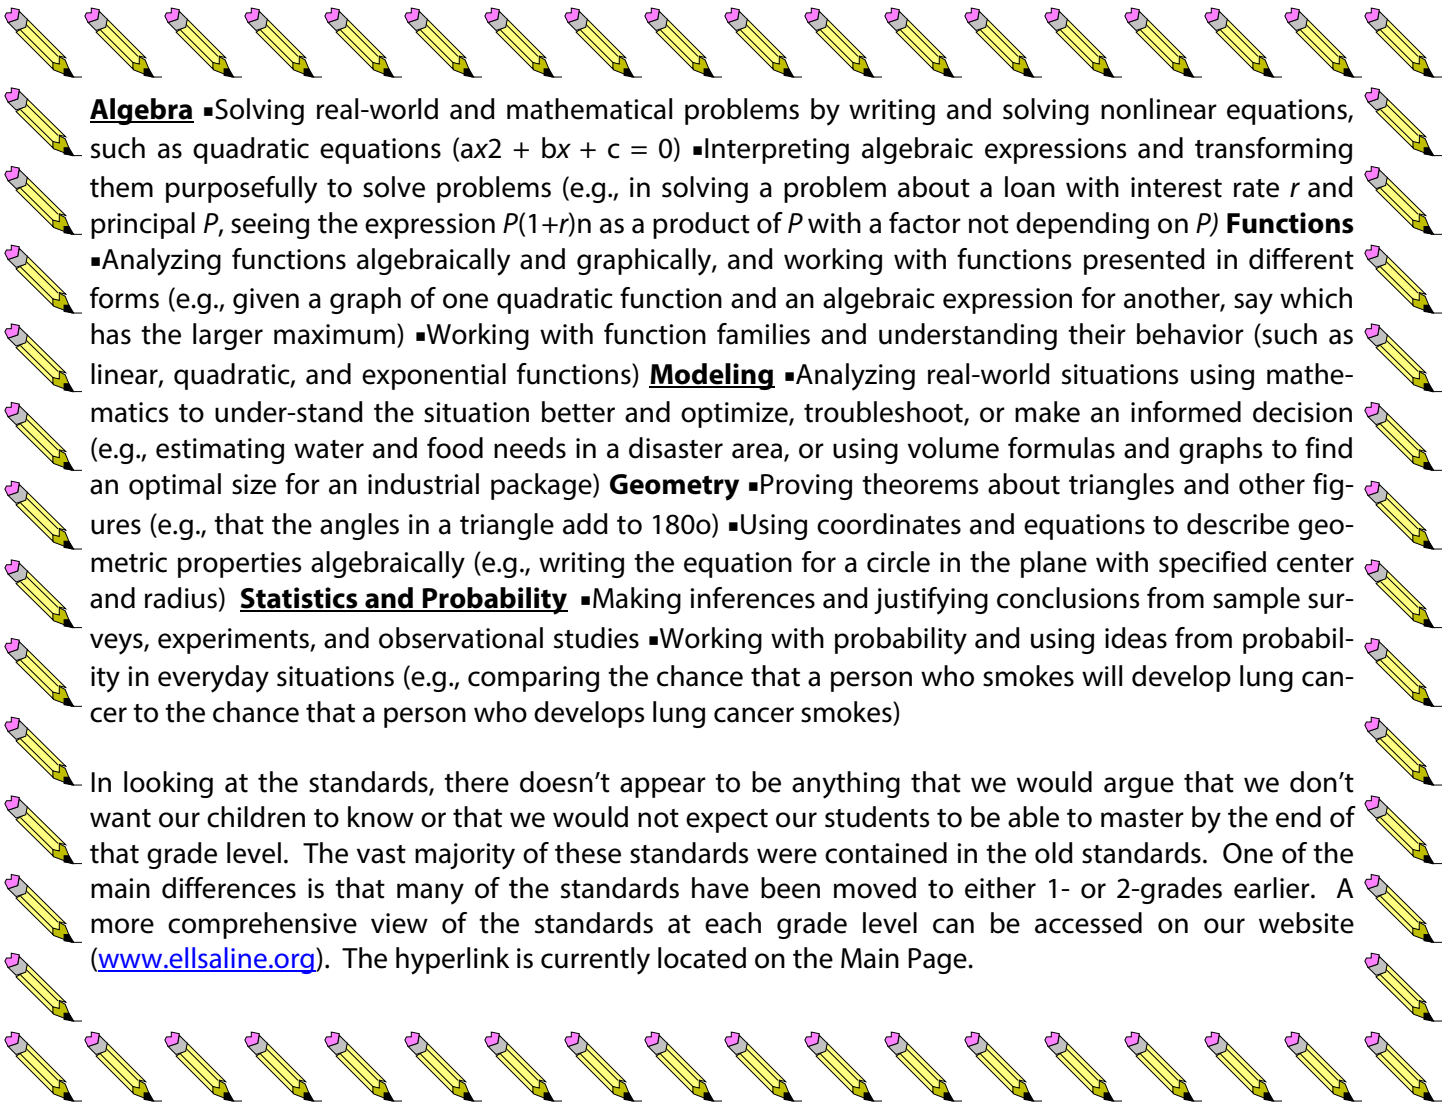 Algebra ▪Solving real-world and mathematical problems by writing and solving nonlinear equations,
such as quadratic equations (ax2 + bx + c = 0) ▪Interpreting algebraic expressions and transforming
them purposefully to solve problems (e.g., in solving a problem about a loan with interest rate r and
principal P, seeing the expression P(1+r)n as a product of P with a factor not depending on P) Functions
▪Analyzing functions algebraically and graphically, and working with functions presented in different
forms (e.g., given a graph of one quadratic function and an algebraic expression for another, say which
has the larger maximum) ▪Working with function families and understanding their behavior (such as
linear, quadratic, and exponential functions) Modeling ▪Analyzing real-world situations using mathe-
matics to under-stand the situation better and optimize, troubleshoot, or make an informed decision
(e.g., estimating water and food needs in a disaster area, or using volume formulas and graphs to find
an optimal size for an industrial package) Geometry ▪Proving theorems about triangles and other fig-
ures (e.g., that the angles in a triangle add to 180o) ▪Using coordinates and equations to describe geo-
metric properties algebraically (e.g., writing the equation for a circle in the plane with specified center
and radius) Statistics and Probability ▪Making inferences and justifying conclusions from sample sur-
veys, experiments, and observational studies ▪Working with probability and using ideas from probabil-
ity in everyday situations (e.g., comparing the chance that a person who smokes will develop lung can-
cer to the chance that a person who develops lung cancer smokes)
In looking at the standards, there doesn't appear to be anything that we would argue that we don't
want our children to know or that we would not expect our students to be able to master by the end of
that grade level. The vast majority of these standards were contained in the old standards. One of the
main differences is that many of the standards have been moved to either 1- or 2-grades earlier. A
more comprehensive view of the standards at each grade level can be accessed on our website
(www.ellsaline.org). The hyperlink is currently located on the Main Page.